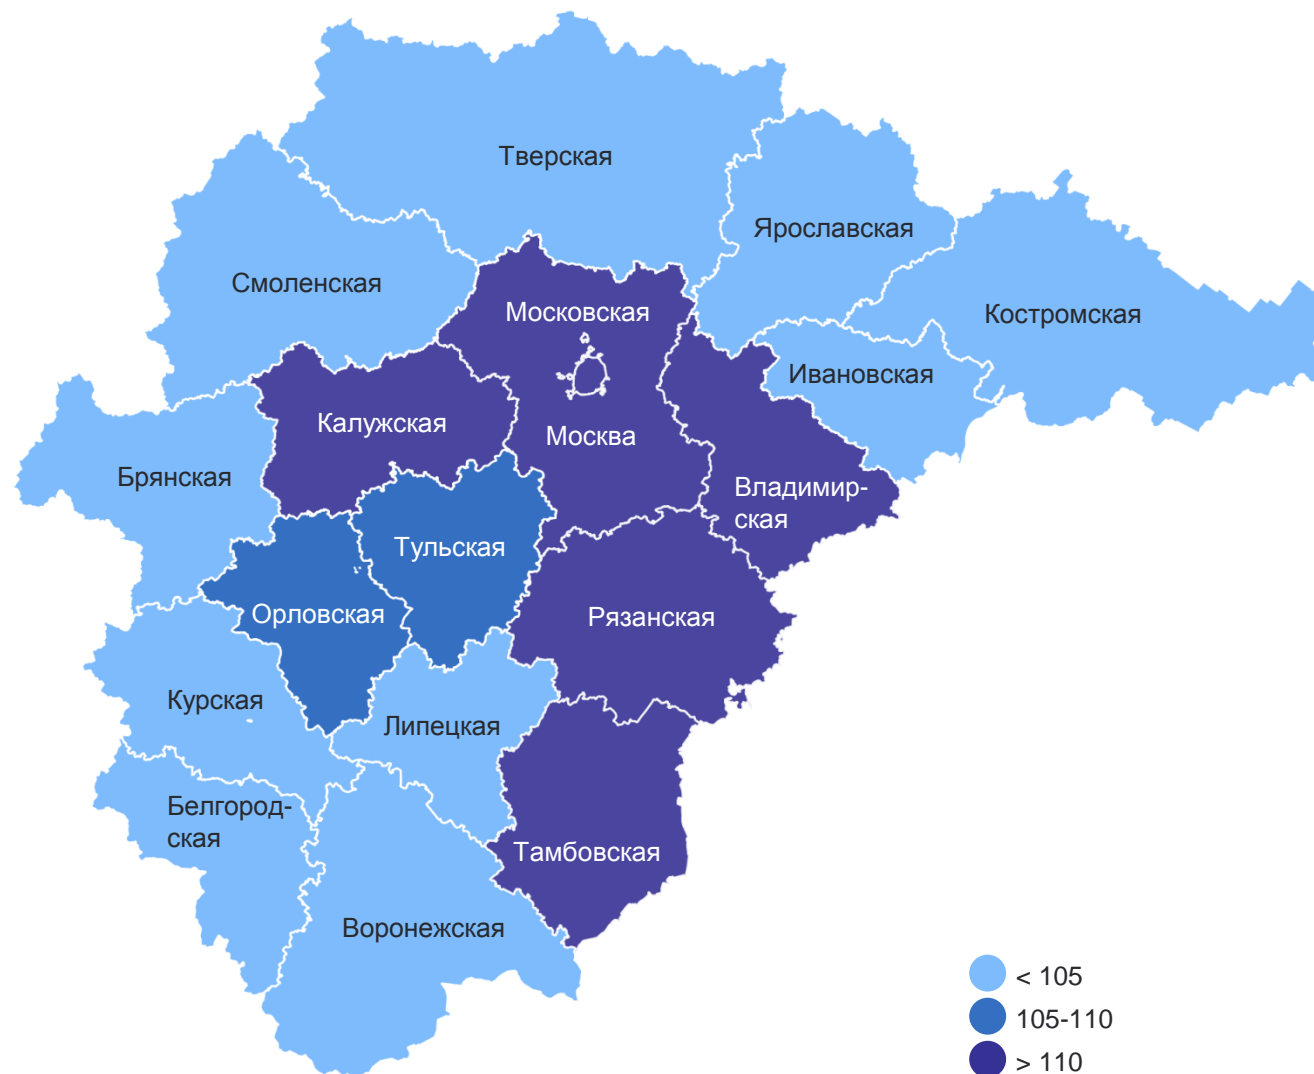 Тверская
Ярославская
Смоленская
Московская
Костромская
Ивановская
Калужская
Москва
Брянская
Владимир-
ская
Тульская
Орловская
Рязанская
Курская
Липецкая
Белгород-
ская
Тамбовская
Воронежская
< 105
105-110
> 110